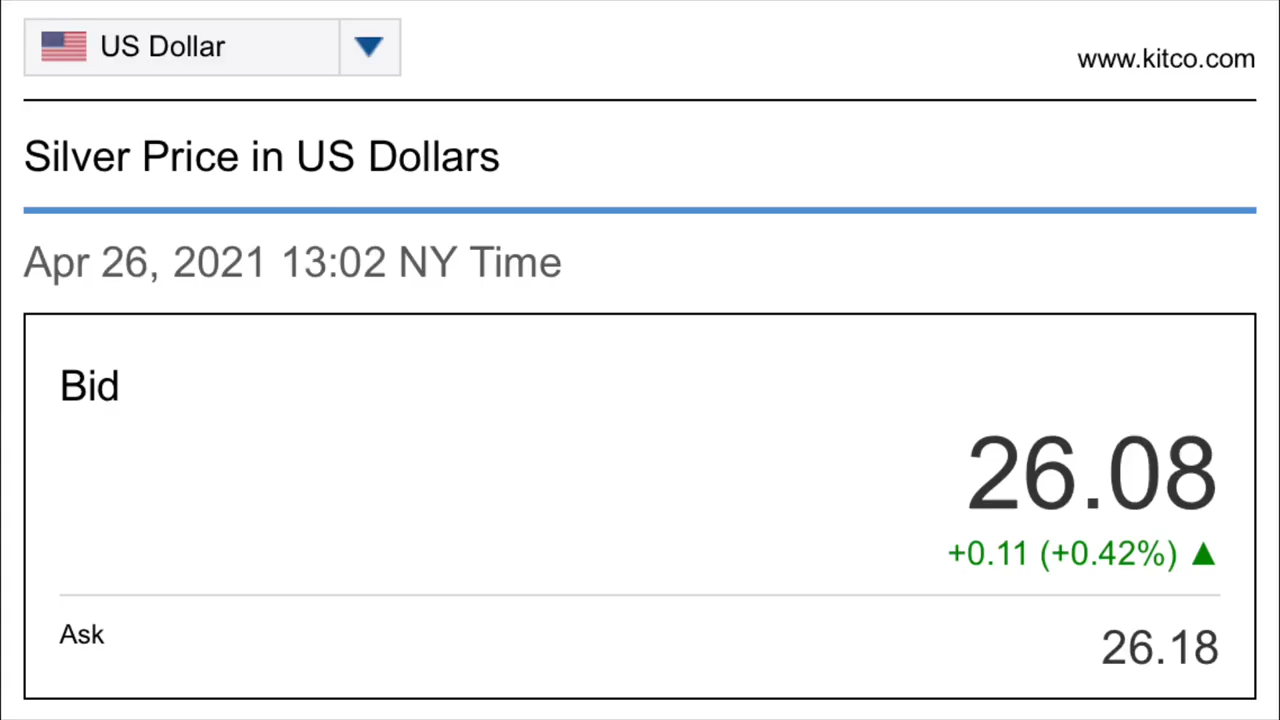 US Dollar
www.kitco.com
Silver Price in US Dollars
Apr 26, 2021 13:02 NY Time
Bid
26.08
+0.11 (+0.42%) ▲
Ask
26.18